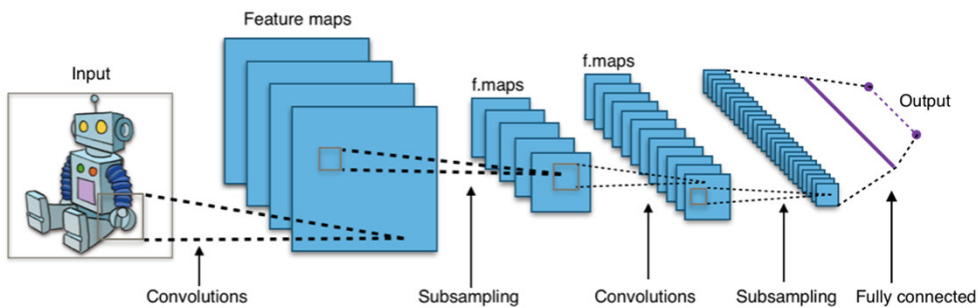 Feature maps
Input
f.maps
f.maps
Output
Convolutions
Subsampling
Convolutions
Subsampling
Fully connected